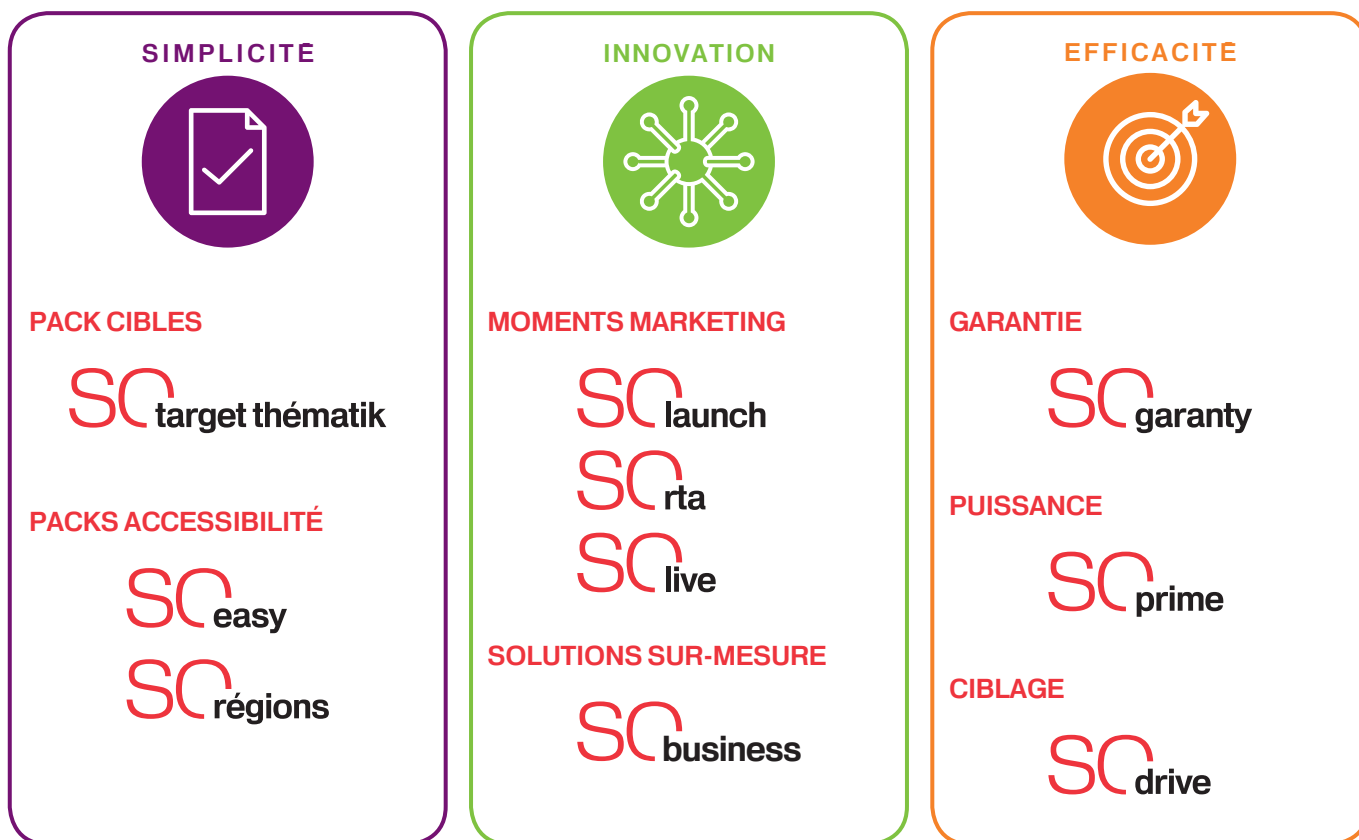 SIMPLICITÉ
PACK CIBLES
SO target thématik
PACKS ACCESSIBILITÉ
SO easy
SO régions
INNOVATION
MOMENTS MARKETING
SO launch
SO rta
SO live
SOLUTIONS SUR-MESURE
SO business
EFFICACITÉ
GARANTIE
SO garanty
PUISSANCE
SO prime
CIBLAGE
SO drive